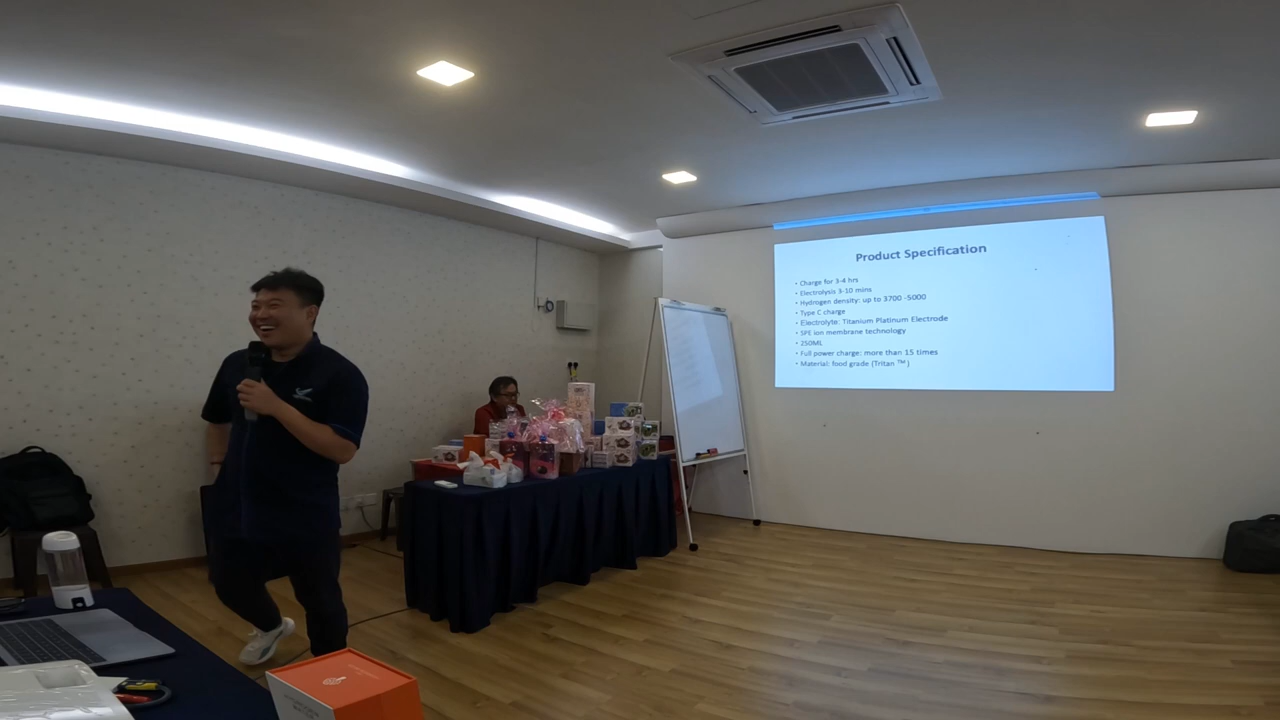 Product Specification
• Charge for 3-4 hrs
• Electrolysis 3-10 mins
• Hydrogen density: up to 3700 -5000
• Type C charge
• Electrolyte: Titanium Platinum Electrode
• SPE ion membrane technology
• 250ML
• Full power charge: more than 15 times
• Material: food grade (Tritan ™ )